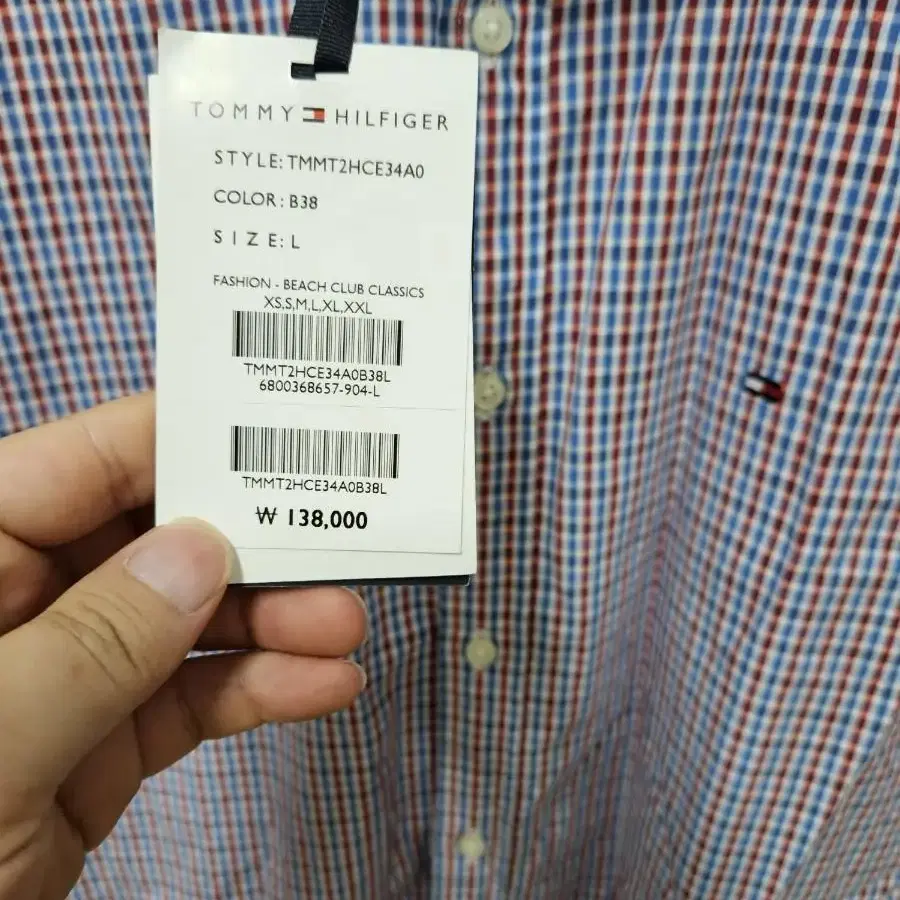 TOMMY HILFIGER
STYLE: TMMT2HCE34A0
COLOR : B38
SIZE: L
FASHION - BEACH CLUB CLASSICS
XS,S,M,L,XL,XXL
TMMT2HCE34A0B38L
6800368657-904-L
TMMT2HCE34A0B38L
₩ 138,000